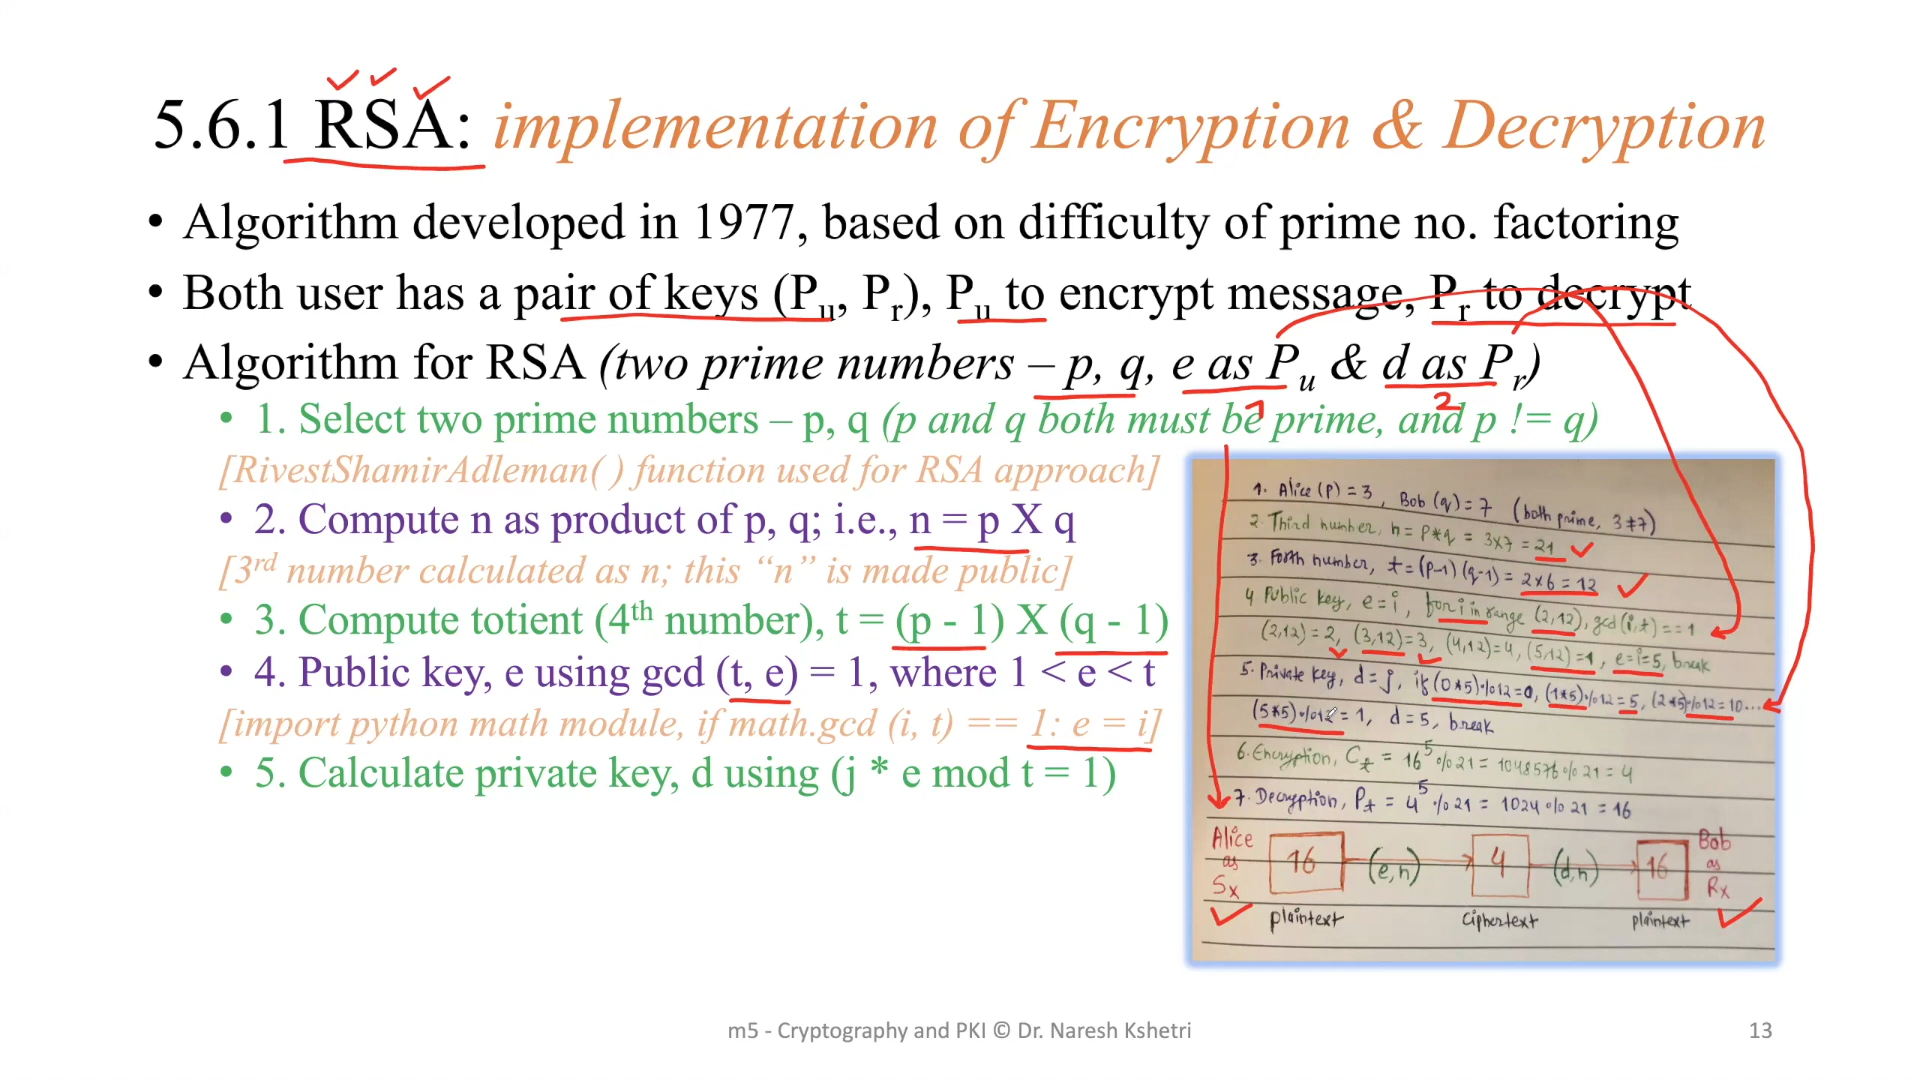 5.6.1 RSA: implementation of Encryption & Decryption
• Algorithm developed in 1977, based on difficulty of prime no. factoring
• Both user has a pair of keys (Pu, Pr), Pu to encrypt message, Pr to decrypt
• Algorithm for RSA (two prime numbers – p, q, e as Pu & d as Pr)
1 2
• 1. Select two prime numbers – p, q (p and q both must be prime, and p != q)
[RivestShamirAdleman( ) function used for RSA approach]
• 2. Compute n as product of p, q; i.e., n = p X q
[3rd number calculated as n; this “n” is made public]
• 3. Compute totient (4th number), t = (p - 1) X (q - 1)
• 4. Public key, e using gcd (t, e) = 1, where 1 < e < t
[import python math module, if math.gcd (i, t) == 1: e = i]
• 5. Calculate private key, d using (j * e mod t = 1)
1. Alice (p) = 3, Bob (q) = 7 (both prime, 3≠7)
2. Third number, n = p*q = 3x7 = 21
3. Forth number, t = (p-1) (q-1) = 2x6 = 12
4 Public key, e = i, for i in range (2,12), gcd (i,t) == 1
(2,12) = 2, (3,12) = 3, (4,12) = 4, (5,12) = 1, e=i=5, break
5. Private key, d = j, if (0*5)%12=0, (1*5)%12 = 5, (2*5)%12 = 10...
(5*5)%12 = 1, d = 5, break
6. Encryption, Ct = 16^5 % 21 = 1048576 % 21 = 4
7. Decryption, Pt = 4^5 % 21 = 1024 % 21 = 16
Alice as Sx
16 (e,n) 4 (d,n) 16
Bob as Rx
plaintext Ciphertext plaintext
m5 - Cryptography and PKI © Dr. Naresh Kshetri
13